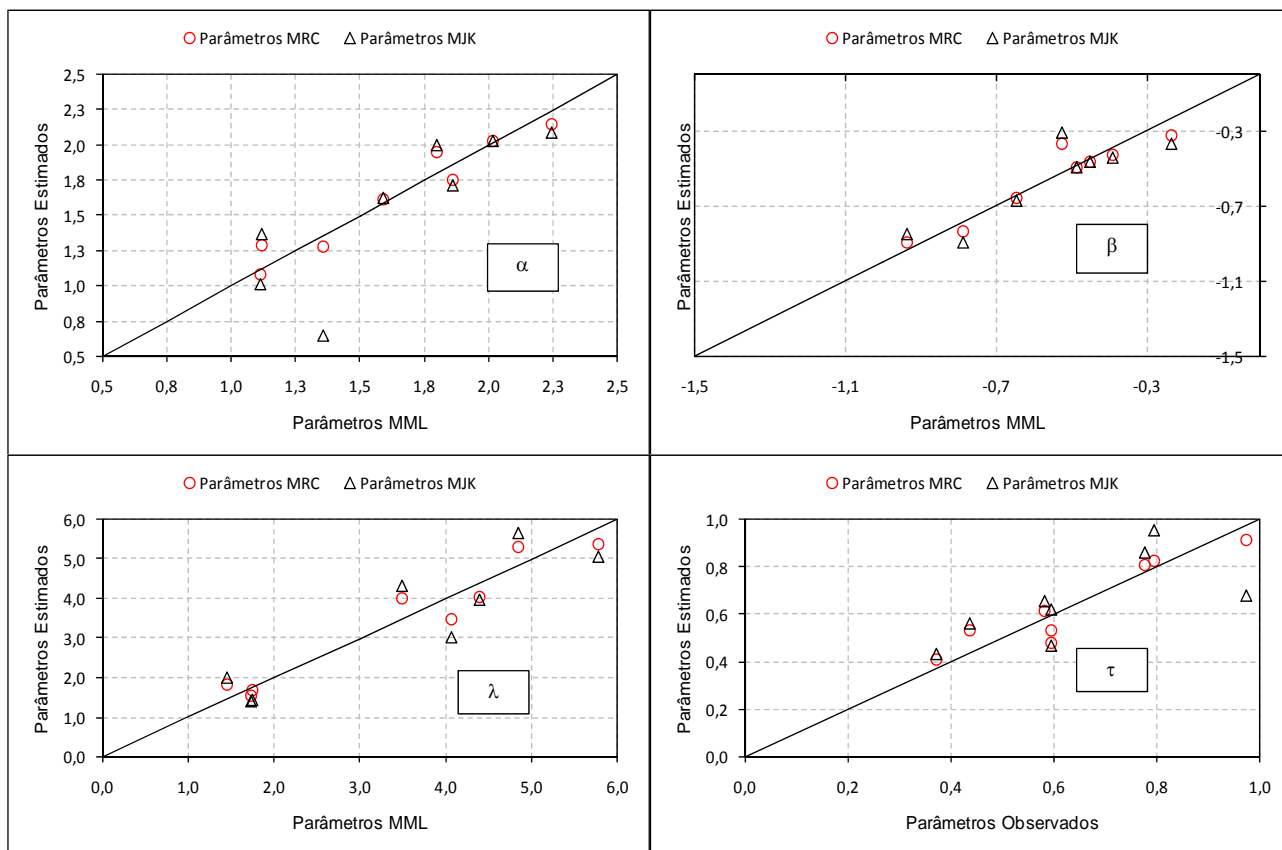 Parâmetros MRC Parâmetros MJK
2,5
2,3
2,0
1,8
1,5
1,3
1,0
0,8
0,5
Parâmetros Estimados
α
0,5 0,8 1,0 1,3 1,5 1,8 2,0 2,3 2,5
Parâmetros MML
Parâmetros MRC Parâmetros MJK
-0,3
-0,7
-1,1
-1,5
Parâmetros Estimados
β
-1,5 -1,1 -0,7 -0,3
Parâmetros MML
Parâmetros MRC Parâmetros MJK
6,0
5,0
4,0
3,0
2,0
1,0
0,0
Parâmetros Estimados
λ
0,0 1,0 2,0 3,0 4,0 5,0 6,0
Parâmetros MML
Parâmetros MRC Parâmetros MJK
1,0
0,8
0,6
0,4
0,2
0,0
Parâmetros Estimados
τ
0,0 0,2 0,4 0,6 0,8 1,0
Parâmetros Observados